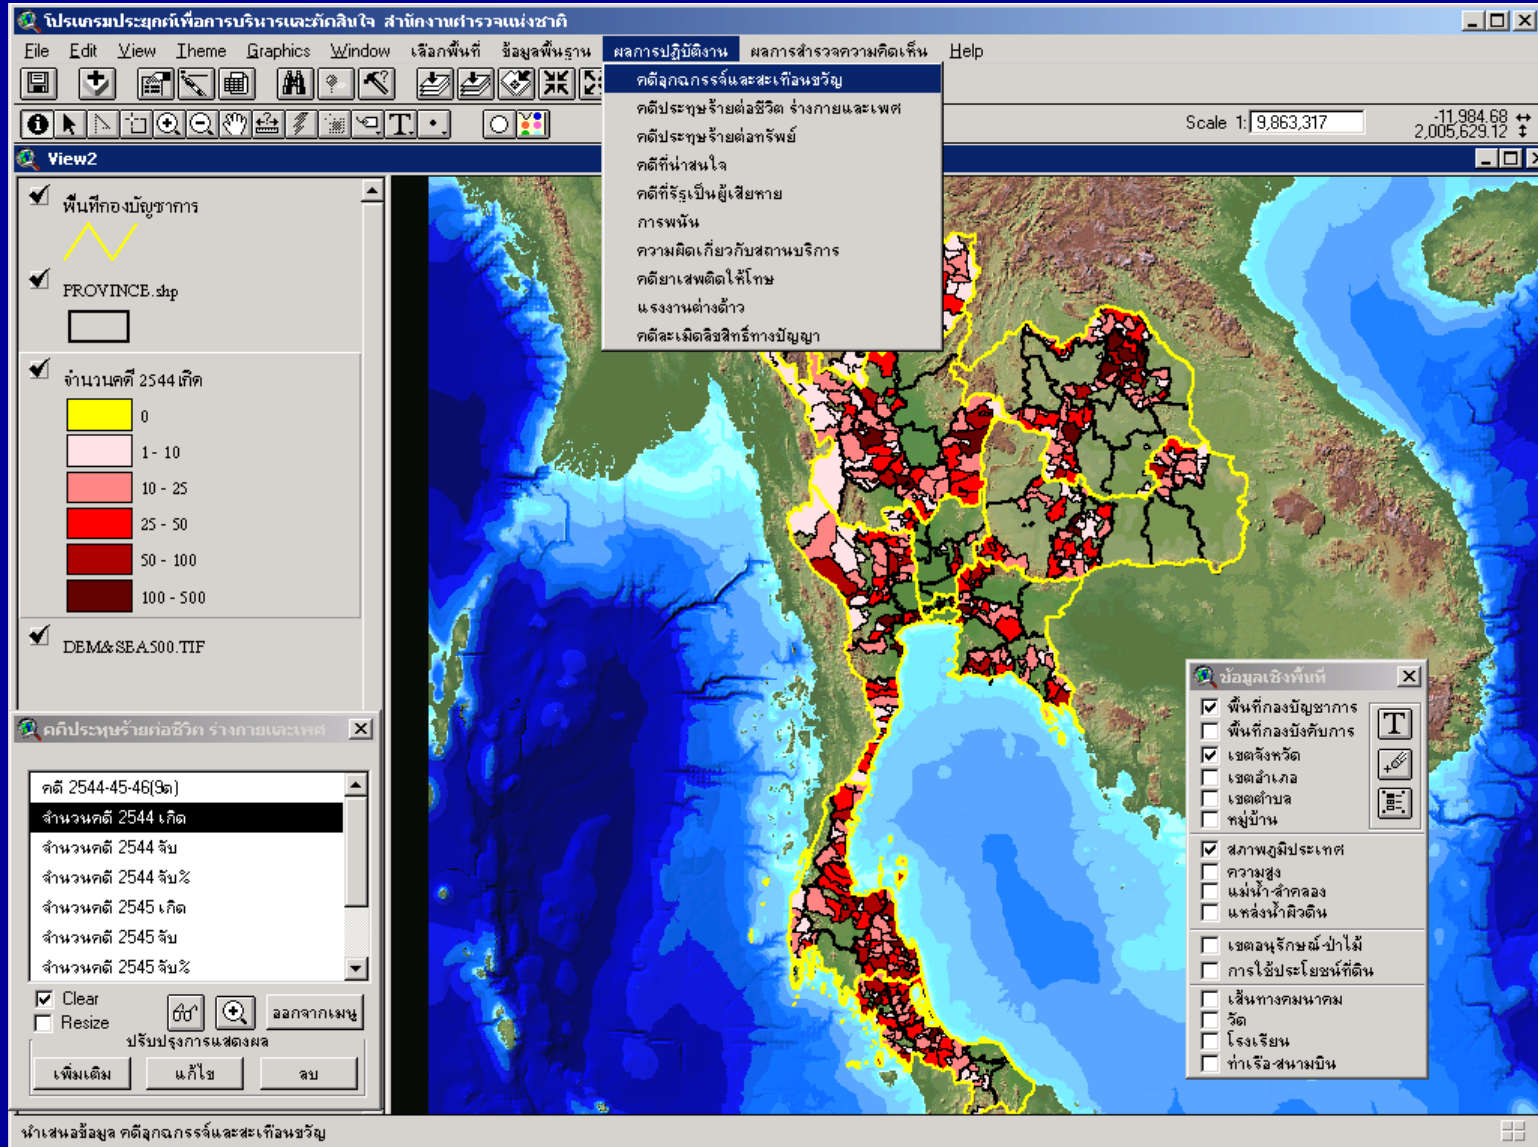 โปรแกรมประยุกต์เพื่อการบริหารและตัดสินใจ สำนักงานตำรวจแห่งชาติ
File Edit View Theme Graphics Window เลือกพื้นที่ ข้อมูลพื้นฐาน ผลการปฏิบัติงาน ผลการสำรวจความคิดเห็น Help
คดีอุกฉกรรจ์และสะเทือนขวัญ
คดีประทุษร้ายต่อชีวิต ร่างกายและเพศ
คดีประทุษร้ายต่อทรัพย์
คดีที่น่าสนใจ
คดีที่รัฐเป็นผู้เสียหาย
การพนัน
ความผิดเกี่ยวกับสถานบริการ
คดียาเสพติดให้โทษ
แรงงานต่างด้าว
คดีละเมิดลิขสิทธิ์ทางปัญญา
Scale 1: 9,863,317
-11,984.68
2,005,629.12
View2
พื้นที่กองบัญชาการ
PROVINCE.shp
จำนวนคดี 2544 เกิด
0
1 - 10
10 - 25
25 - 50
50 - 100
100 - 500
DEM&SEA500.TIF
คดีประทุษร้ายต่อชีวิต ร่างกายและเพศ
คดี 2544-45-46(9ด)
จำนวนคดี 2544 เกิด
จำนวนคดี 2544 จับ
จำนวนคดี 2544 จับ%
จำนวนคดี 2545 เกิด
จำนวนคดี 2545 จับ
จำนวนคดี 2545 จับ%
Clear
Resize
ออกจากเมนู
ปรับปรุงการแสดงผล
เพิ่มเติม แก้ไข ลบ
ข้อมูลเชิงพื้นที่
พื้นที่กองบัญชาการ
พื้นที่กองบังคับการ
เขตจังหวัด
เขตอำเภอ
เขตตำบล
หมู่บ้าน
สภาพภูมิประเทศ
ความสูง
แม่น้ำ-ลำคลอง
แหล่งน้ำผิวดิน
เขตอนุรักษ์-ป่าไม้
การใช้ประโยชน์ที่ดิน
เส้นทางคมนาคม
วัด
โรงเรียน
ท่าเรือ-สนามบิน
นำเสนอข้อมูล คดีอุกฉกรรจ์และสะเทือนขวัญ